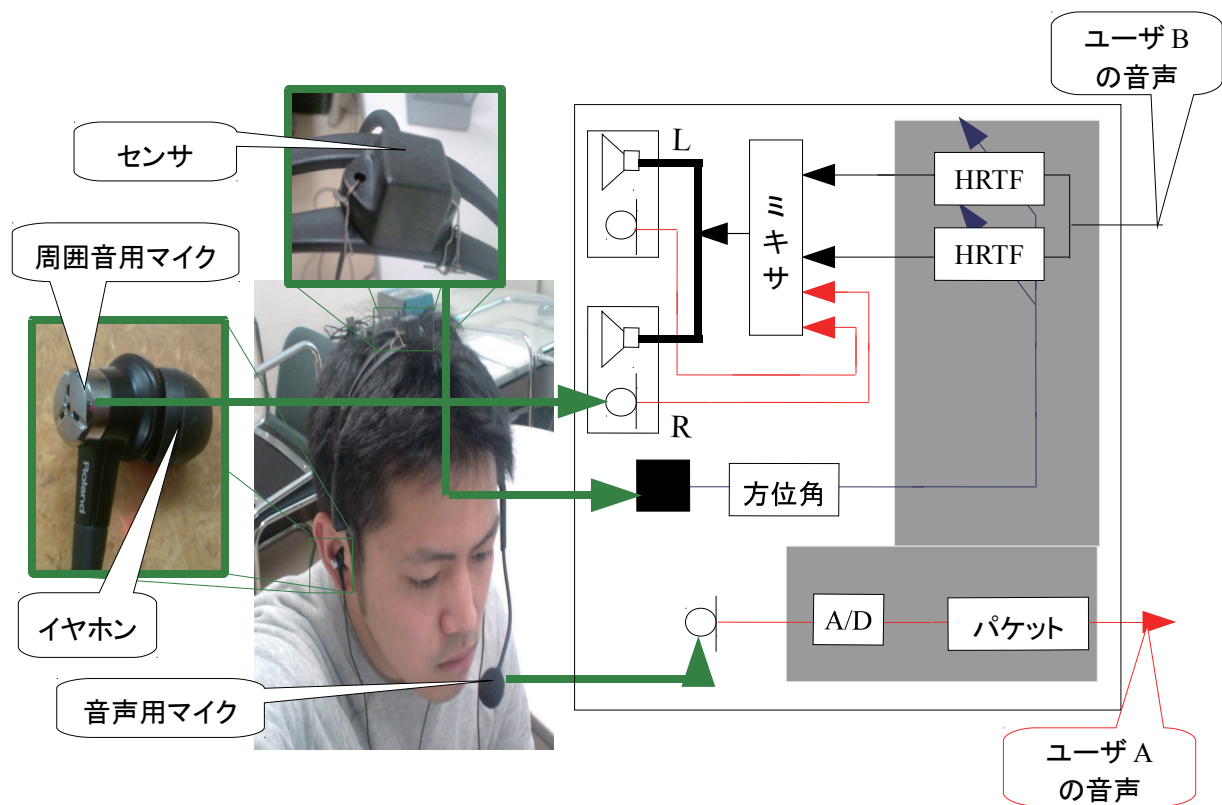 ユーザ B
の音声
センサ
L
ミキサ
HRTF
HRTF
周囲音用マイク
R
Roland
方位角
イヤホン
A/D
パケット
音声用マイク
ユーザ A
の音声